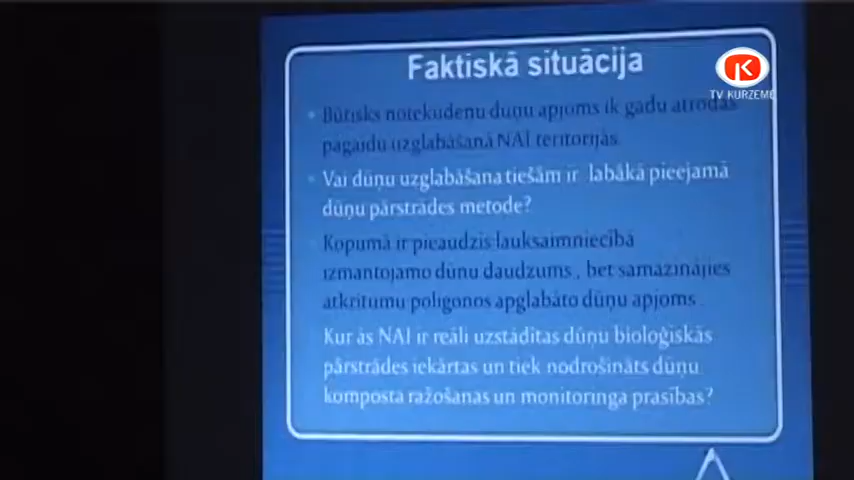 Faktiskā situācija
K
TV KURZEME
Būtisks notekūdeņu dūņu apjoms ik gadu atrodas
pagaidu uzglabāšanā NAI teritorijās
Vai dūņu uzglabāšana tiešām ir labākā pieejamā
dūņu pārstrādes metode?
Kopumā ir pieaudzis lauksaimniecībā
izmantojamo dūņu daudzums , bet samazinājies
atkritumu poligonos apglabāto dūņu apjoms
Kur ās NAI ir reāli uzstādītas dūņu bioloģiskās
pārstrādes iekārtas un tiek nodrošināts dūņu
komposta ražošanas un monitoringa prasības?